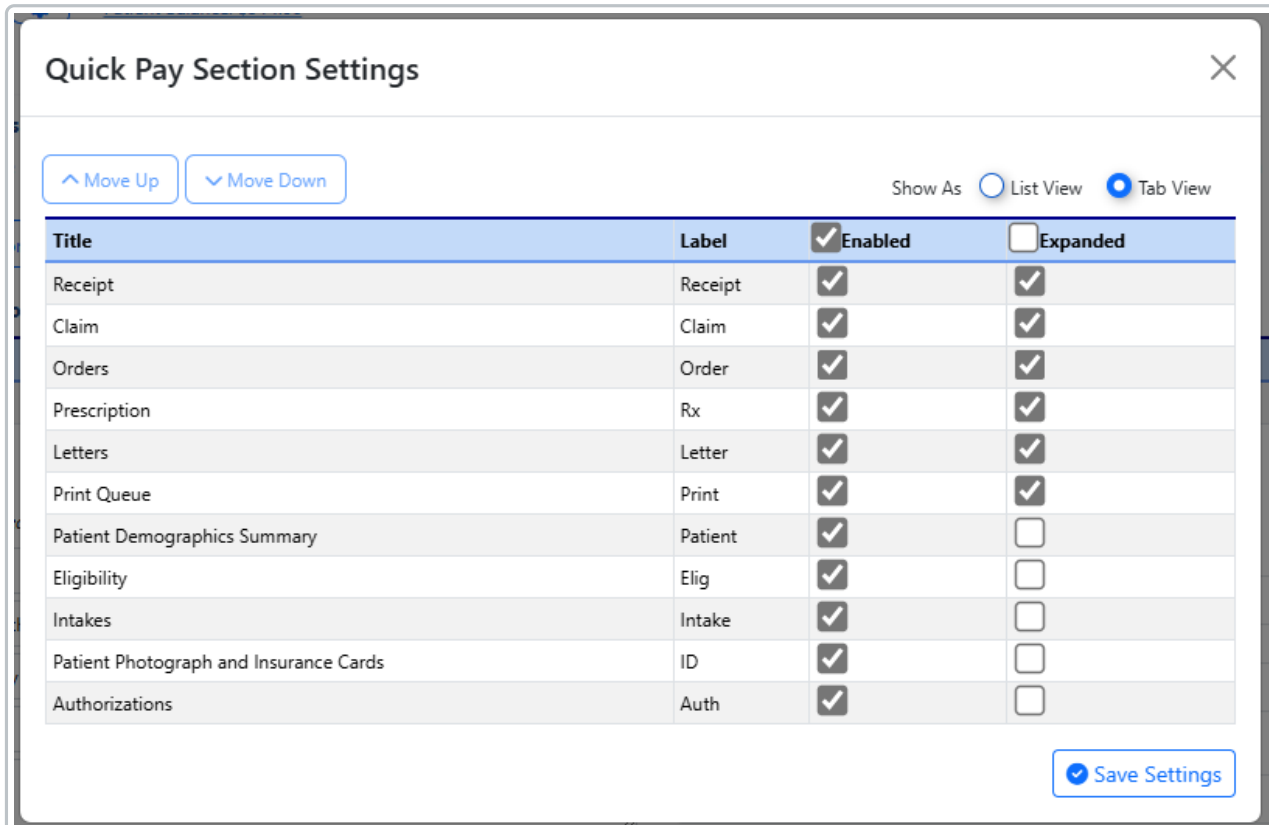 Quick Pay Section Settings
Move Up Move Down Show As List View Tab View
Title Label Enabled Expanded
Receipt Receipt
Claim Claim
Orders Order
Prescription Rx
Letters Letter
Print Queue Print
Patient Demographics Summary Patient
Eligibility Elig
Intakes Intake
Patient Photograph and Insurance Cards ID
Authorizations Auth
Save Settings